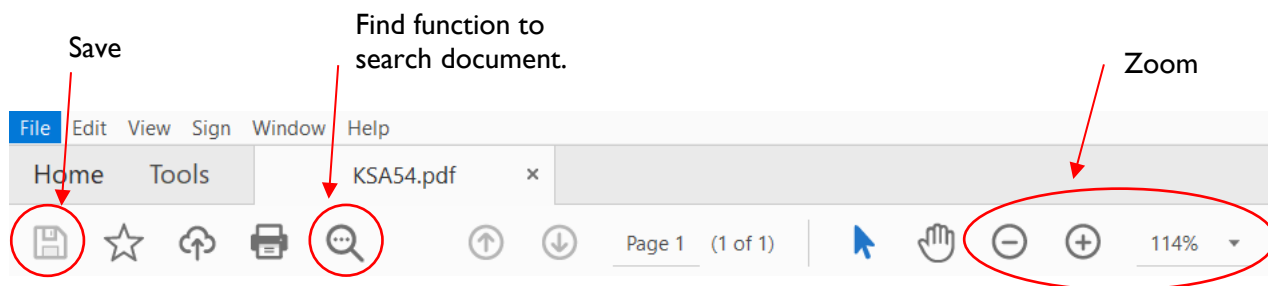 Save
Find function to
search document.
Zoom
File Edit View Sign Window Help
Home Tools KSA54.pdf ×
Page 1 (1 of 1) 114%